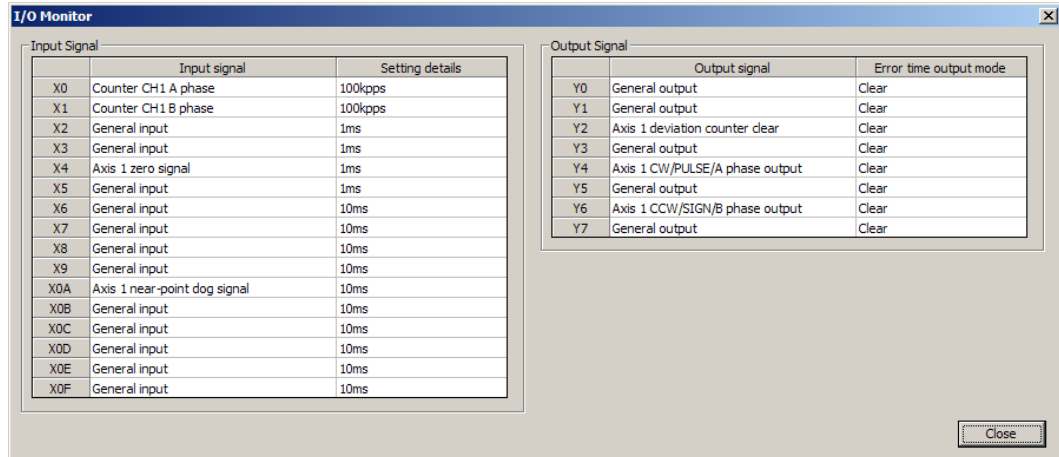 I/O Monitor
Input Signal
Input signal Setting details
X0 Counter CH1 A phase 100kpps
X1 Counter CH1 B phase 100kpps
X2 General input 1ms
X3 General input 1ms
X4 Axis 1 zero signal 1ms
X5 General input 1ms
X6 General input 10ms
X7 General input 10ms
X8 General input 10ms
X9 General input 10ms
X0A Axis 1 near-point dog signal 10ms
X0B General input 10ms
X0C General input 10ms
X0D General input 10ms
X0E General input 10ms
X0F General input 10ms
Output Signal
Output signal Error time output mode
Y0 General output Clear
Y1 General output Clear
Y2 Axis 1 deviation counter clear Clear
Y3 General output Clear
Y4 Axis 1 CW/PULSE/A phase output Clear
Y5 General output Clear
Y6 Axis 1 CCW/SIGN/B phase output Clear
Y7 General output Clear
Close